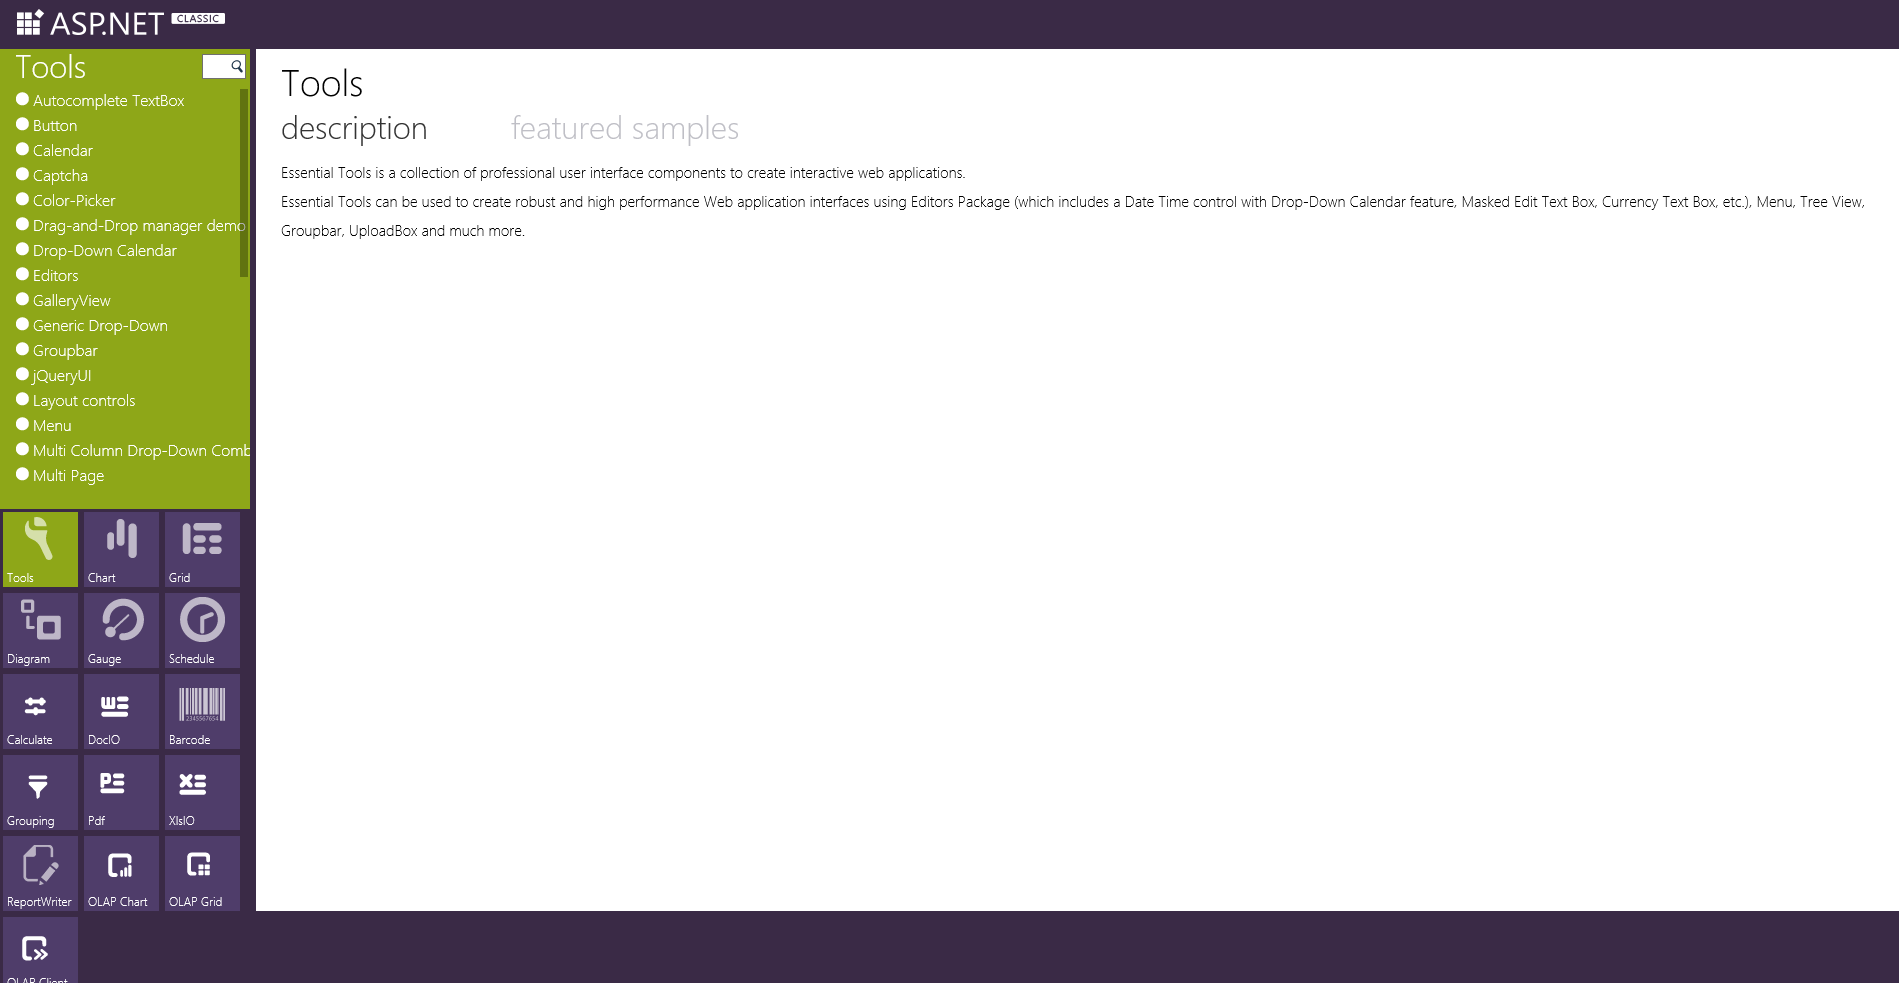 ASP.NET CLASSIC
Tools
Autocomplete TextBox
Button
Calendar
Captcha
Color-Picker
Drag-and-Drop manager demo
Drop-Down Calendar
Editors
GalleryView
Generic Drop-Down
Groupbar
jQueryUI
Layout controls
Menu
Multi Column Drop-Down Comb
Multi Page
Tools
Chart
Grid
Diagram
Gauge
Schedule
Calculate
DocIO
2345567654
Barcode
Grouping
Pdf
XlsIO
ReportWriter
OLAP Chart
OLAP Grid
OLAP Client
Tools
description
featured samples
Essential Tools is a collection of professional user interface components to create interactive web applications.
Essential Tools can be used to create robust and high performance Web application interfaces using Editors Package (which includes a Date Time control with Drop-Down Calendar feature, Masked Edit Text Box, Currency Text Box, etc.), Menu, Tree View,
Groupbar, UploadBox and much more.